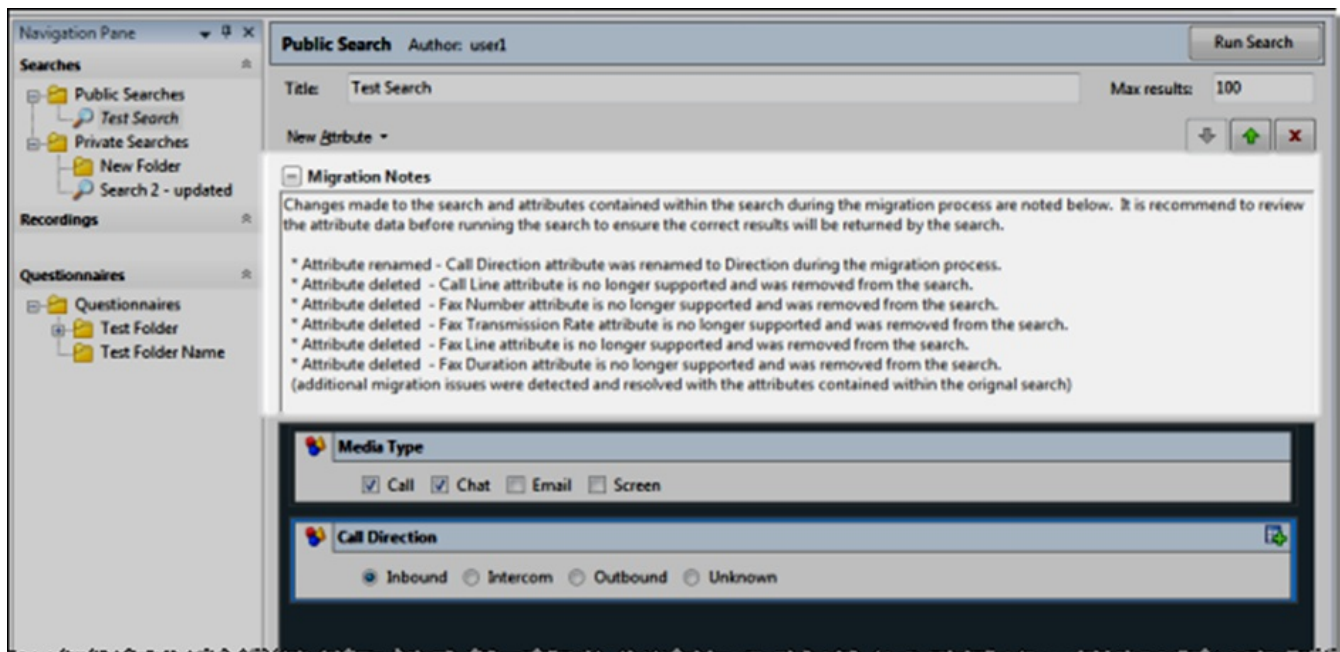 Navigation Pane
Searches
Public Searches
Test Search
Private Searches
New Folder
Search 2 - updated
Recordings
Questionnaires
Questionnaires
Test Folder
Test Folder Name
Public Search Author: user1
Run Search
Title: Test Search
Max results: 100
New Attribute
Migration Notes
Changes made to the search and attributes contained within the search during the migration process are noted below. It is recommend to review
the attribute data before running the search to ensure the correct results will be returned by the search.
* Attribute renamed - Call Direction attribute was renamed to Direction during the migration process.
* Attribute deleted - Call Line attribute is no longer supported and was removed from the search.
* Attribute deleted - Fax Number attribute is no longer supported and was removed from the search.
* Attribute deleted - Fax Transmission Rate attribute is no longer supported and was removed from the search.
* Attribute deleted - Fax Line attribute is no longer supported and was removed from the search.
* Attribute deleted - Fax Duration attribute is no longer supported and was removed from the search.
(additional migration issues were detected and resolved with the attributes contained within the orignal search)
Media Type
Call Chat Email Screen
Call Direction
Inbound Intercom Outbound Unknown